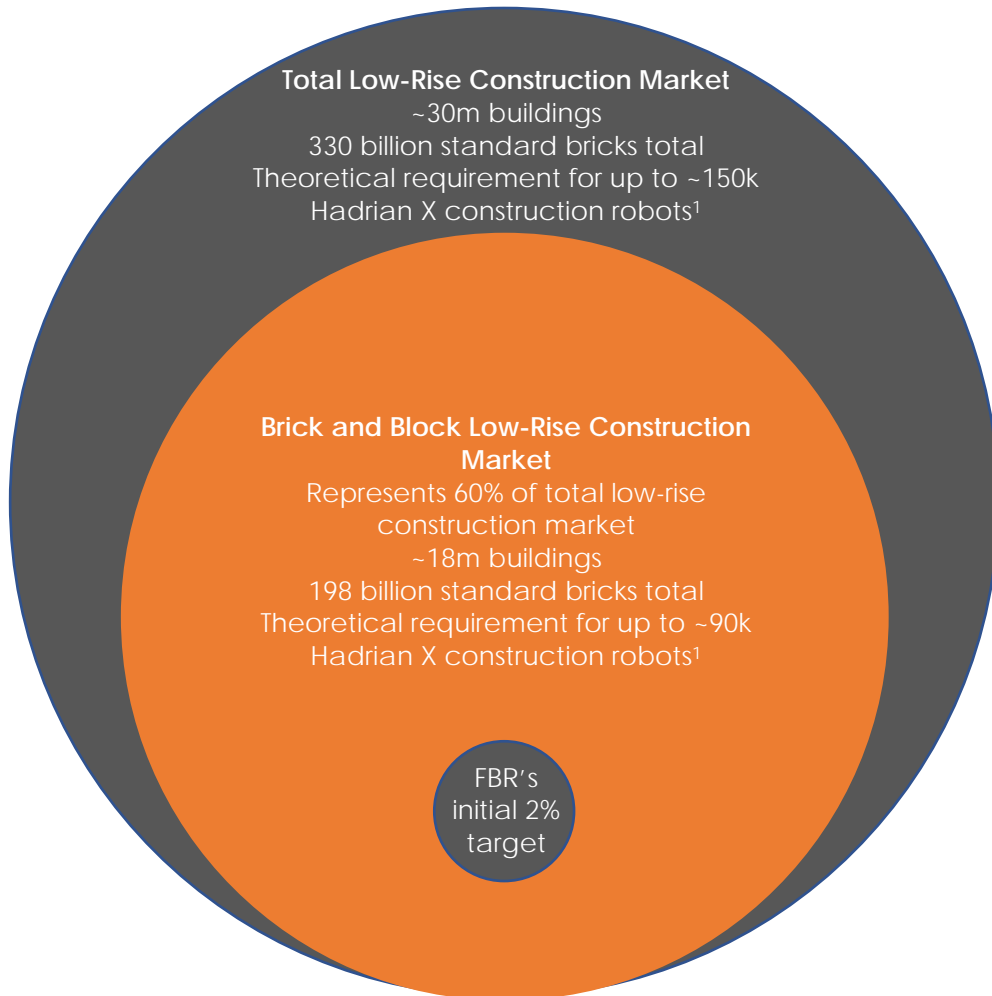 Total Low-Rise Construction Market
~30m buildings
330 billion standard bricks total
Theoretical requirement for up to ~150k
Hadrian X construction robots¹
Brick and Block Low-Rise Construction
Market
Represents 60% of total low-rise
construction market
~18m buildings
198 billion standard bricks total
Theoretical requirement for up to ~90k
Hadrian X construction robots¹
FBR's
initial 2%
target